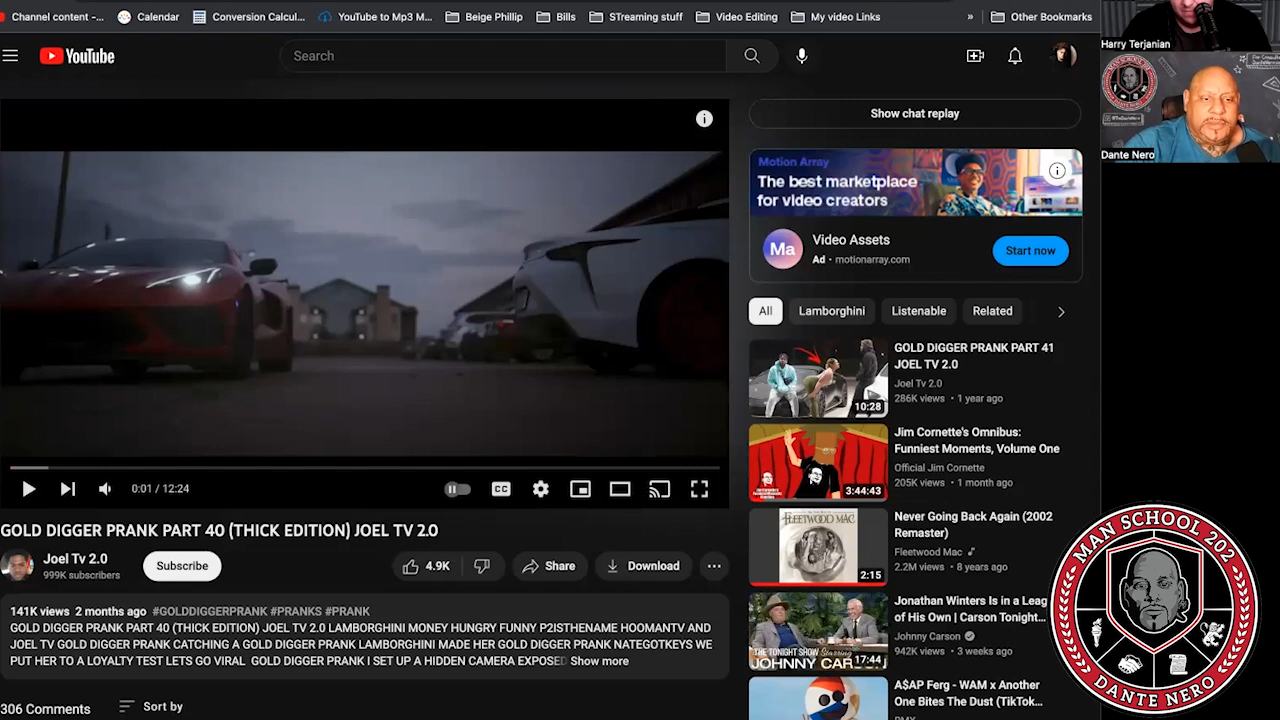 Channel content –...
Calendar
Conversion Calcul...
YouTube to Mp3 M...
Beige Phillip
Bills
STreaming stuff
Video Editing
My video Links
»
Other Bookmarks
Harry Terjanian
YouTube
Search
Dante Nero
Show chat replay
Motion Array
The best marketplace
for video creators
Ma
Video Assets
Ad • motionarray.com
Start now
All
Lamborghini
Listenable
Related
GOLD DIGGER PRANK PART 41
JOEL TV 2.0
Joel Tv 2.0
286K views • 1 year ago
10:28
Jim Cornette's Omnibus:
Funniest Moments, Volume One
Official Jim Cornette
205K views • 1 month ago
3:44:43
FLEETWOOD MAC
Never Going Back Again (2002
Remaster)
Fleetwood Mac
2.2M views • 8 years ago
2:15
Jonathan Winters Is in a Leag
of His Own | Carson Tonight...
Johnny Carson
942K views • 3 weeks ago
THE TONIGHT SHOW Starring
JOHNNY CARSON
17:44
A$AP Ferg - WAM x Another
One Bites The Dust (TikTok...
0:01 / 12:24
CC
GOLD DIGGER PRANK PART 40 (THICK EDITION) JOEL TV 2.0
Joel Tv 2.0
999K subscribers
Subscribe
4.9K
Share
Download
141K views 2 months ago #GOLDDIGGERPRANK #PRANKS #PRANK
GOLD DIGGER PRANK PART 40 (THICK EDITION) JOEL TV 2.0 LAMBORGHINI MONEY HUNGRY FUNNY P2ISTHENAME HOOMANTV AND
JOEL TV GOLD DIGGER PRANK CATCHING A GOLD DIGGER PRANK LAMBORGHINI MADE HER GOLD DIGGER PRANK NATEGOTKEYS WE
PUT HER TO A LOYALTY TEST LETS GO VIRAL GOLD DIGGER PRANK I SET UP A HIDDEN CAMERA EXPOSED Show more
306 Comments
Sort by
MAN SCHOOL 202
DANTE NERO